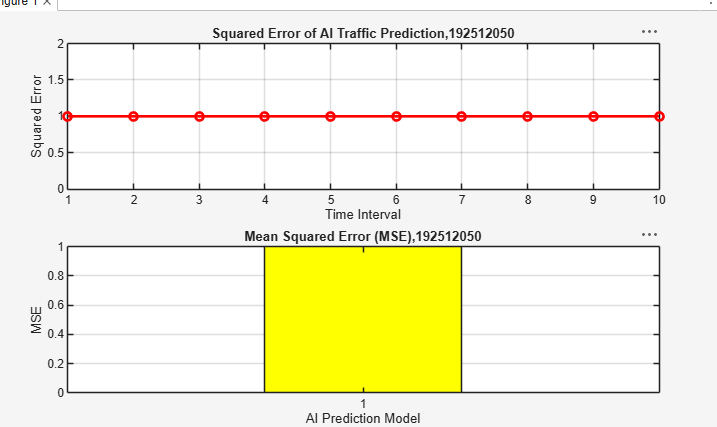 Figure 1 ×
Squared Error of AI Traffic Prediction,192512050
2
1.5
1
0.5
0
Squared Error
1 2 3 4 5 6 7 8 9 10
Time Interval
Mean Squared Error (MSE),192512050
1
0.8
0.6
0.4
0.2
0
MSE
1
AI Prediction Model